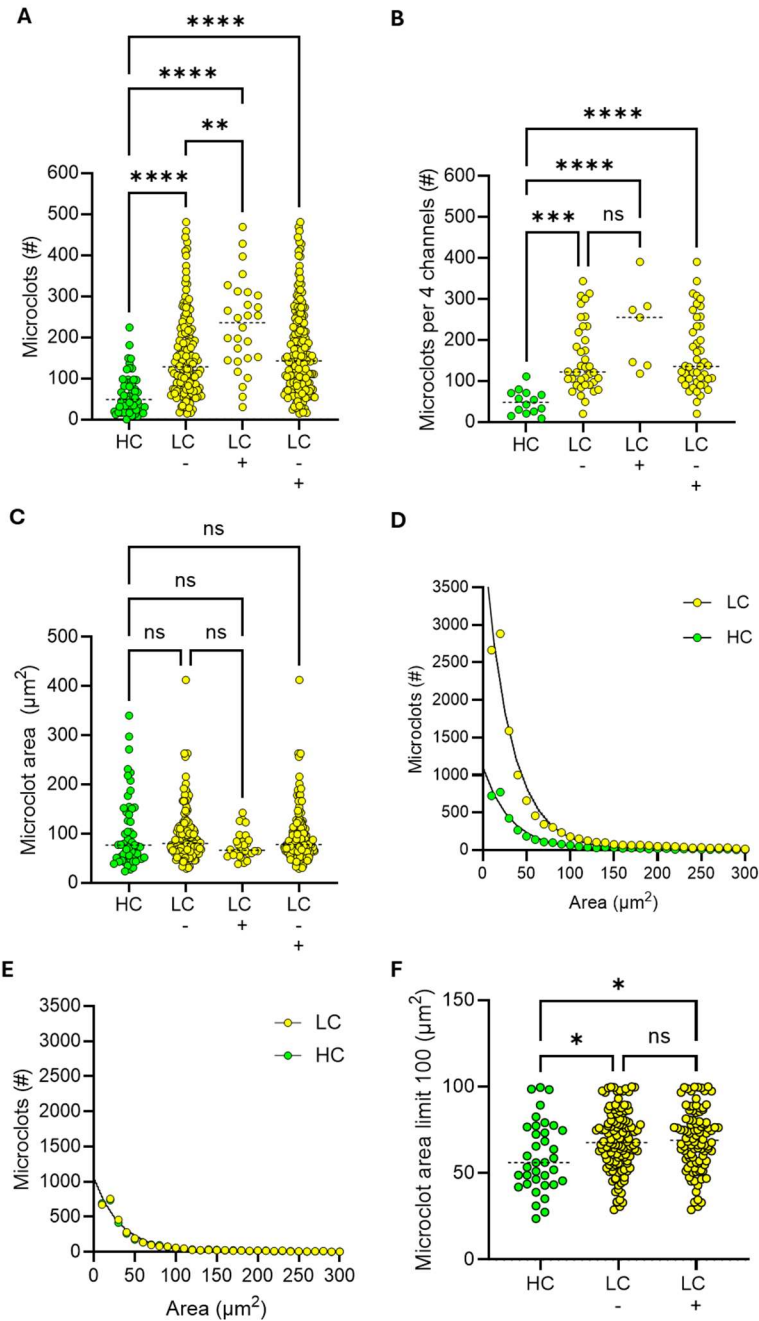 A
****
****
**
****
Microclots (#)
600
500
400
300
200
100
0
HC
LC
-
LC
+
LC
-
+
B
****
****
***
ns
Microclots per 4 channels (#)
600
500
400
300
200
100
0
HC
LC
-
LC
+
LC
-
+
C
ns
ns
ns
ns
Microclot area (µm²)
500
400
300
200
100
0
HC
LC
-
LC
+
LC
-
+
D
LC
HC
Microclots (#)
3500
3000
2500
2000
1500
1000
500
0
0 50 100 150 200 250 300
Area (µm²)
E
LC
HC
Microclots (#)
3500
3000
2500
2000
1500
1000
500
0
0 50 100 150 200 250 300
Area (µm²)
F
*
*
ns
Microclot area limit 100 (µm²)
150
100
50
0
HC
LC
-
LC
+